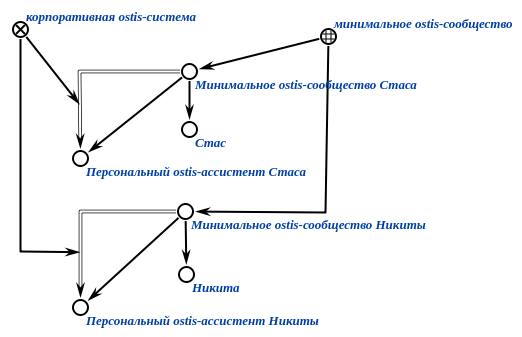 корпоративная ostis-система
минимальное ostis-сообщество
Минимальное ostis-сообщество Стаса
Стас
Персональный ostis-ассистент Стаса
Минимальное ostis-сообщество Никиты
Никита
Персональный ostis-ассистент Никиты